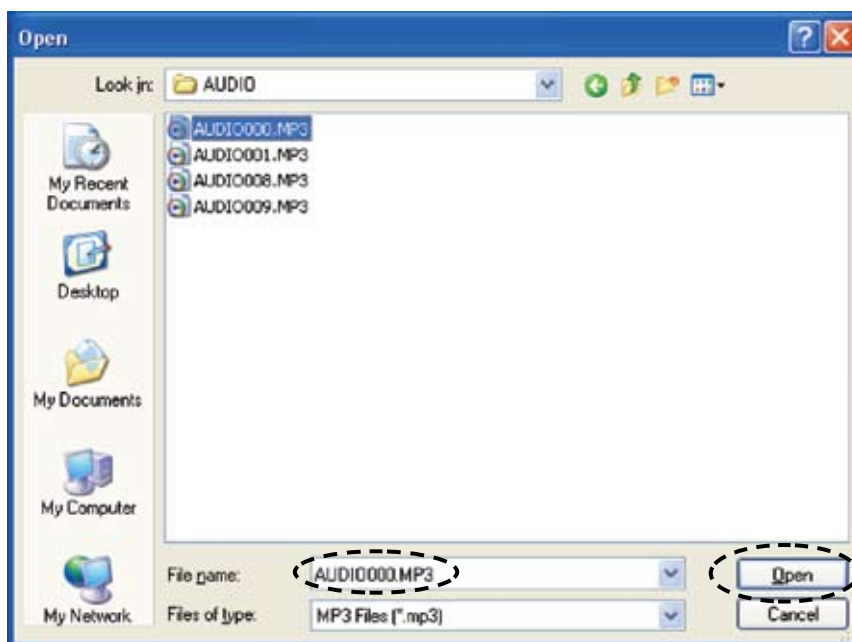 Open
Look in: AUDIO
AUDIO000.MP3
AUDIO001.MP3
AUDIO008.MP3
AUDIO009.MP3
My Recent
Documents
Desktop
My Documents
My Computer
My Network
File name: AUDIO000.MP3 Open
Files of type: MP3 Files (*.mp3) Cancel